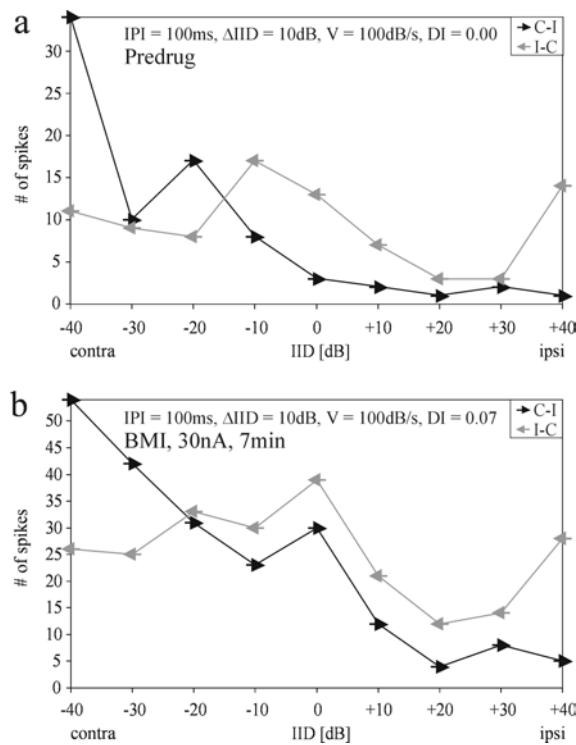 a
IPI = 100ms, ΔIID = 10dB, V = 100dB/s, DI = 0.00
Predrug
C-I
I-C
# of spikes
30
25
20
15
10
5
0
-40
-30
-20
-10
0
+10
+20
+30
+40
contra
IID [dB]
ipsi
b
IPI = 100ms, ΔIID = 10dB, V = 100dB/s, DI = 0.07
BMI, 30nA, 7min
C-I
I-C
# of spikes
50
45
40
35
30
25
20
15
10
5
0
-40
-30
-20
-10
0
+10
+20
+30
+40
contra
IID [dB]
ipsi